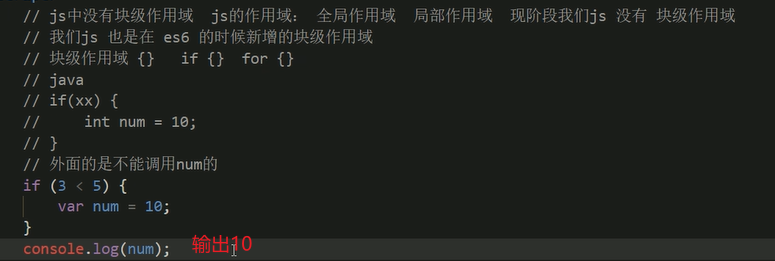 // js中没有块级作用域 js的作用域： 全局作用域 局部作用域 现阶段我们js 没有 块级作用域
// 我们js 也是在 es6 的时候新增的块级作用域
// 块级作用域 {} if {} for {}
// java
// if(xx) {
// int num = 10;
// }
// 外面的是不能调用num的
if (3 < 5) {
var num = 10;
}
console.log(num); 输出10